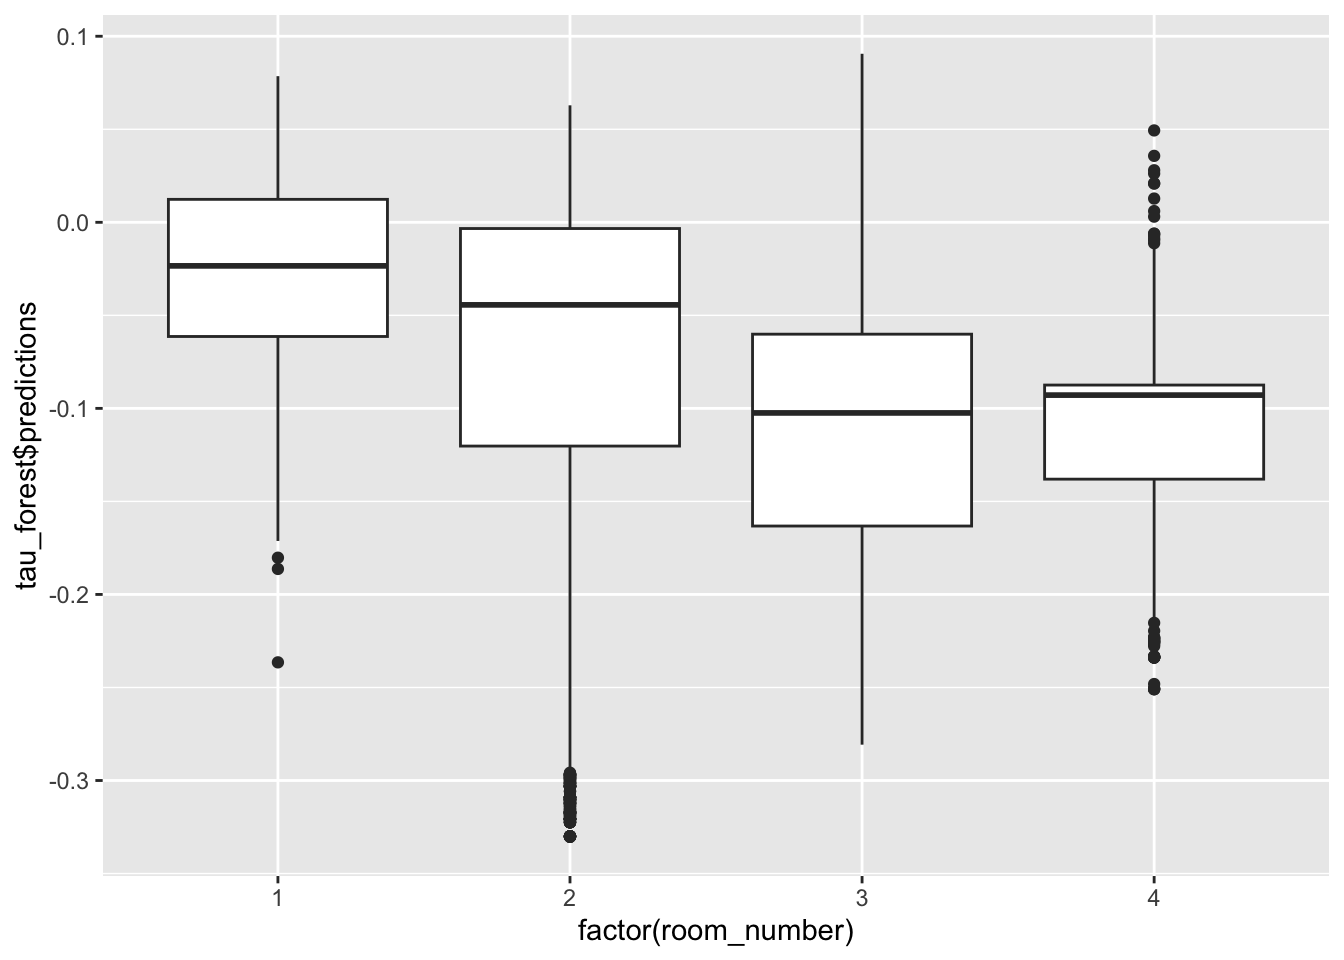 tau_forest$predictions
0.1
0.0
-0.1
-0.2
-0.3
1 2 3 4
factor(room_number)